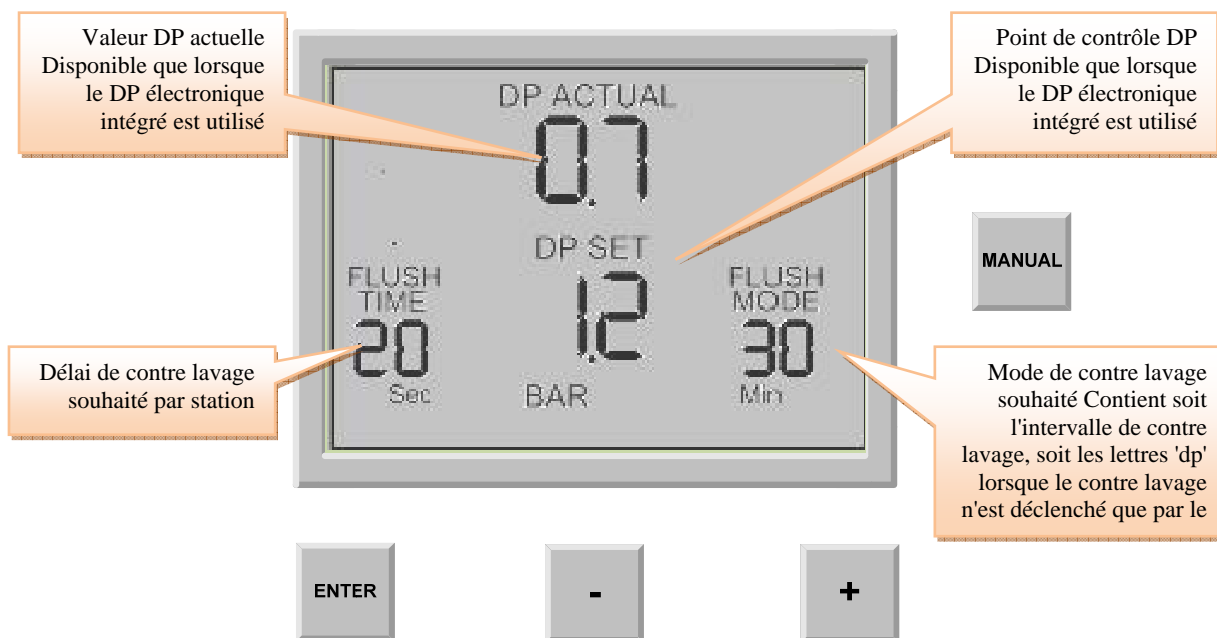 Valeur DP actuelle
Disponible que lorsque
le DP électronique
intégré est utilisé
Point de contrôle DP
Disponible que lorsque
le DP électronique
intégré est utilisé
DP ACTUAL
0.7
DP SET
1.2
BAR
FLUSH
TIME
20
Sec
FLUSH
MODE
30
Min
MANUAL
Délai de contre lavage
souhaité par station
Mode de contre lavage
souhaité Contient soit
l'intervalle de contre
lavage, soit les lettres 'dp'
lorsque le contre lavage
n'est déclenché que par le
ENTER
-
+